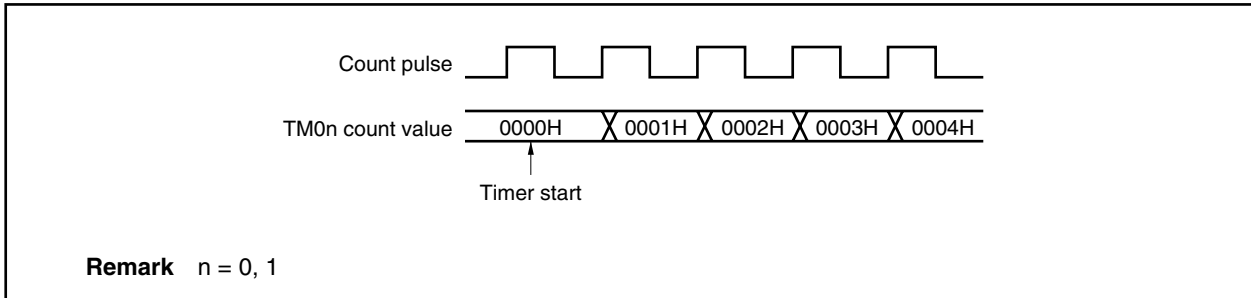 Count pulse
TM0n count value 0000H 0001H 0002H 0003H 0004H
Timer start
Remark n = 0, 1